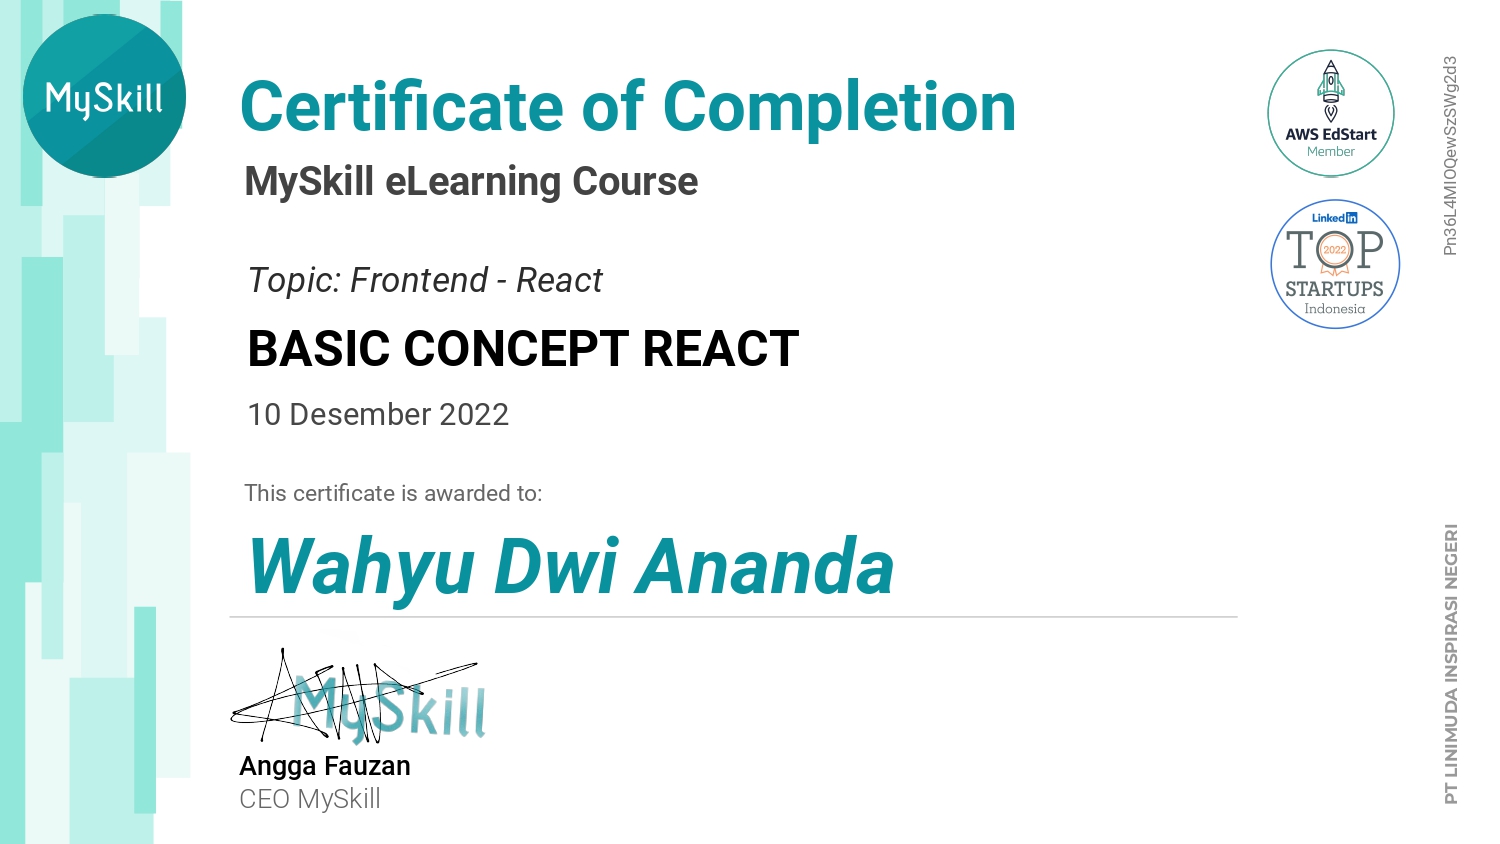 MySkill
Certificate of Completion
MySkill eLearning Course
Topic: Frontend - React
BASIC CONCEPT REACT
10 Desember 2022
This certificate is awarded to:
Wahyu Dwi Ananda
MySkill
Angga Fauzan
CEO MySkill
AWS EdStart
Member
Linked in
TOP
2022
STARTUPS
Indonesia
Pn36L4MIOQewSzSWg2d3
PT LINIMUDA INSPIRASI NEGERI